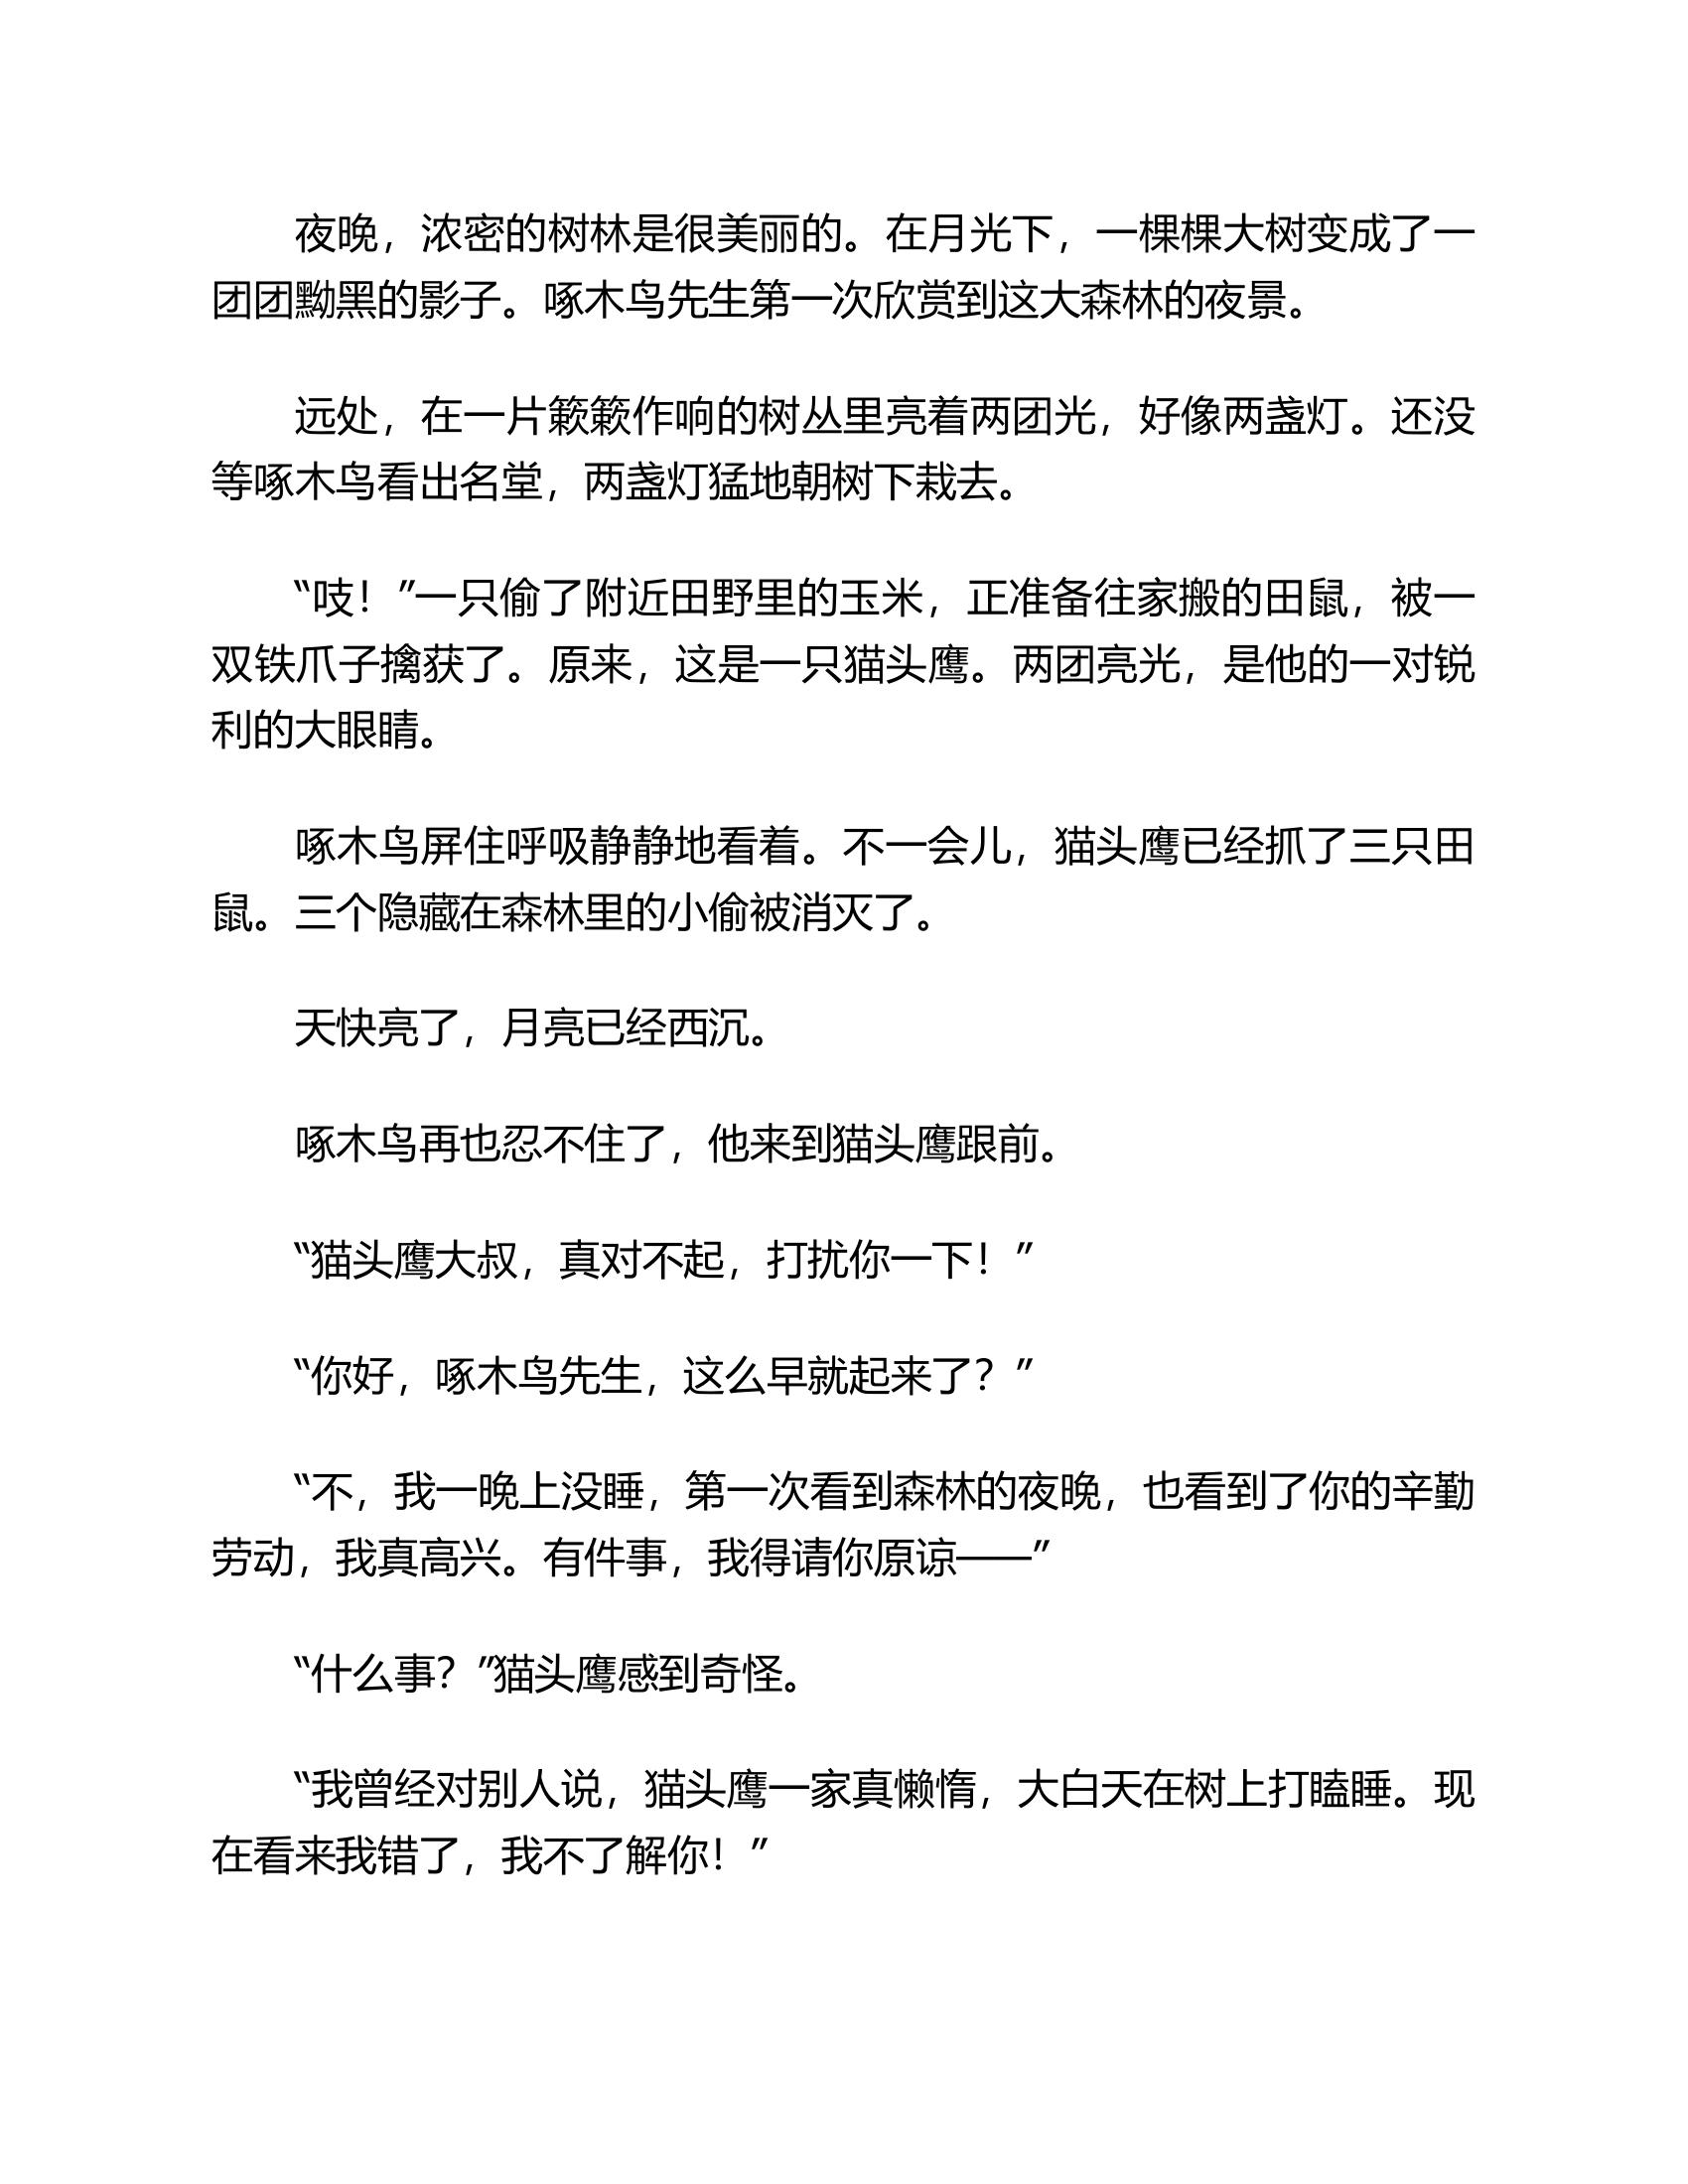 夜晚，浓密的树林是很美丽的。在月光下，一棵棵大树变成了一
团团黝黑的影子。啄木鸟先生第一次欣赏到这大森林的夜景。
远处，在一片簌簌作响的树丛里亮着两团光，好像两盏灯。还没
等啄木鸟看出名堂，两盏灯猛地朝树下栽去。
“吱！”一只偷了附近田野里的玉米，正准备往家搬的田鼠，被一
双铁爪子擒获了。原来，这是一只猫头鹰。两团亮光，是他的一对锐
利的大眼睛。
啄木鸟屏住呼吸静静地看着。不一会儿，猫头鹰已经抓了三只田
鼠。三个隐藏在森林里的小偷被消灭了。
天快亮了，月亮已经西沉。
啄木鸟再也忍不住了，他来到猫头鹰跟前。
“猫头鹰大叔，真对不起，打扰你一下！”
“你好，啄木鸟先生，这么早就起来了？”
“不，我一晚上没睡，第一次看到森林的夜晚，也看到了你的辛勤
劳动，我真高兴。有件事，我得请你原谅——”
“什么事？”猫头鹰感到奇怪。
“我曾经对别人说，猫头鹰一家真懒惰，大白天在树上打瞌睡。现
在看来我错了，我不了解你！”